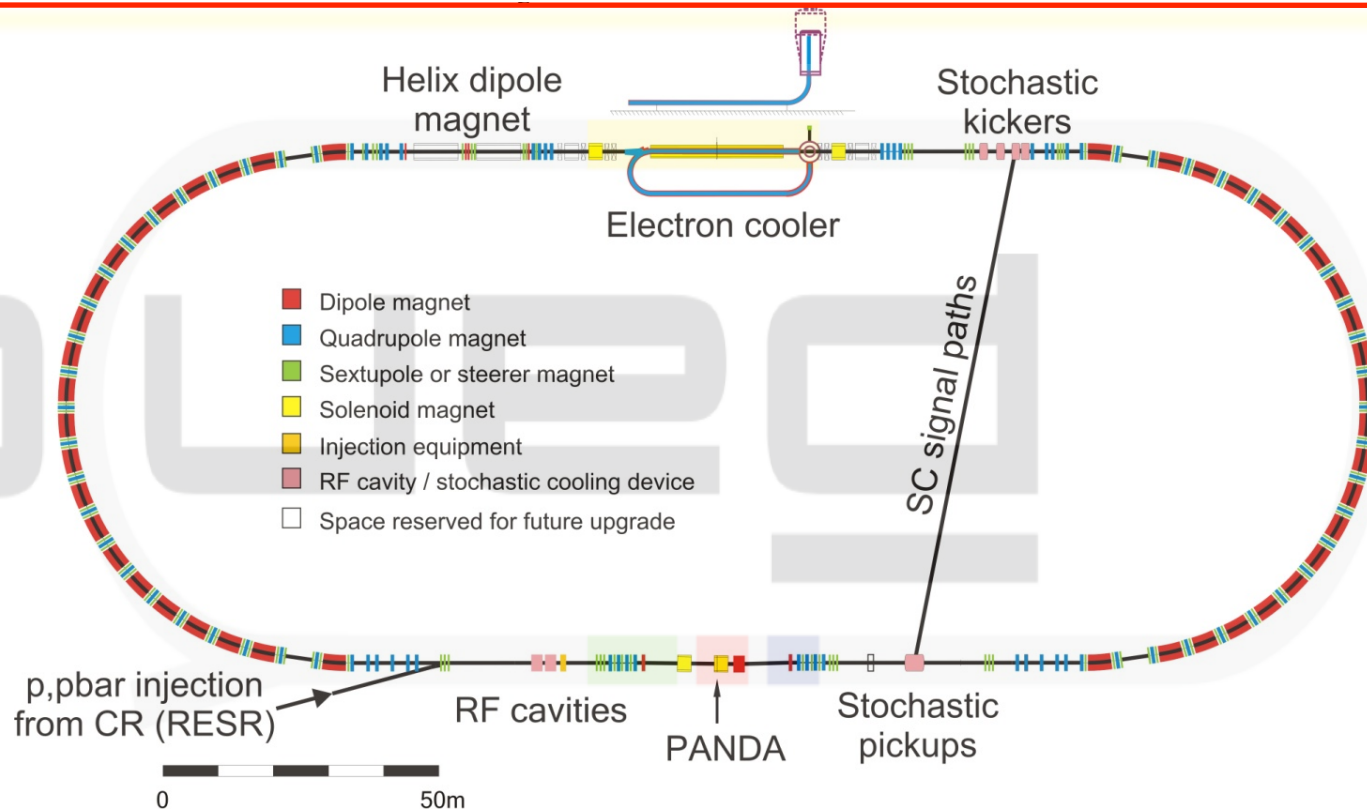 Helix dipole
magnet
Stochastic
kickers
Electron cooler
Dipole magnet
Quadrupole magnet
Sextupole or steerer magnet
Solenoid magnet
Injection equipment
RF cavity / stochastic cooling device
Space reserved for future upgrade
SC signal paths
p,pbar injection
from CR (RESR)
RF cavities
PANDA
Stochastic
pickups
0
50m